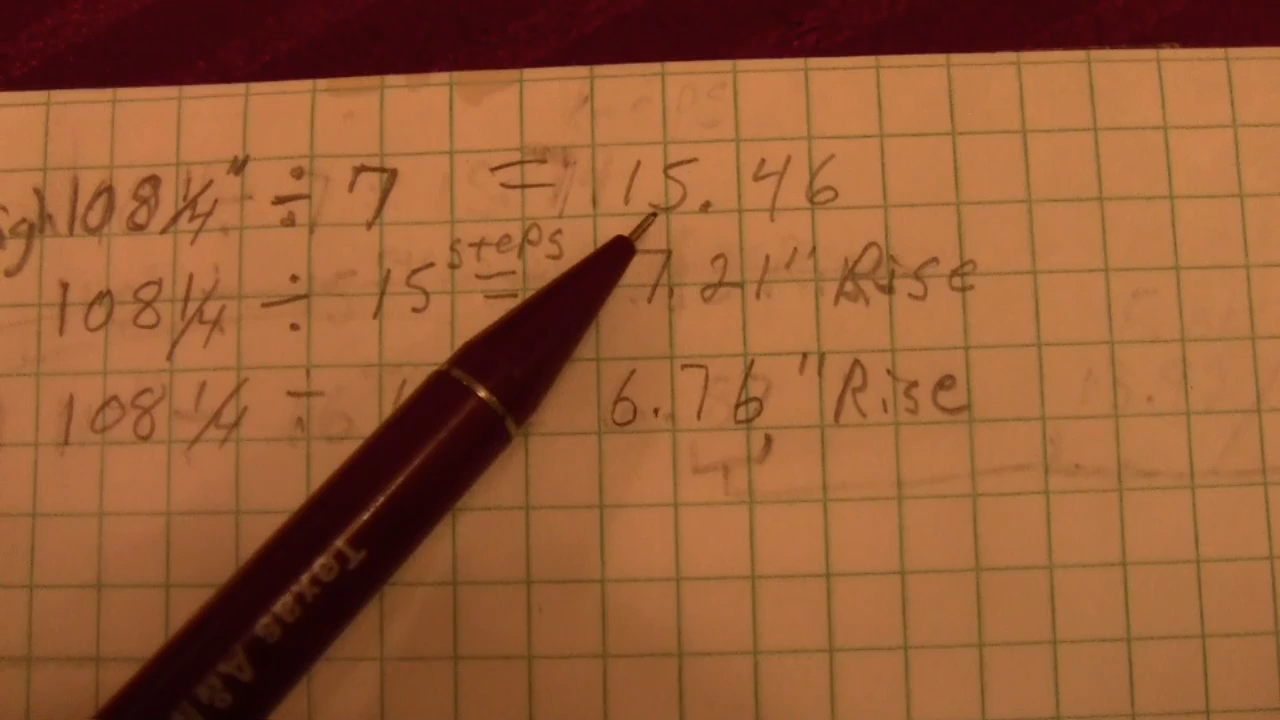 108 1/4" ÷ 7 = 15.46
108 1/4 ÷ 15 steps = 7.21" Rise
108 1/4 ÷ 6.76" Rise
Texas A&